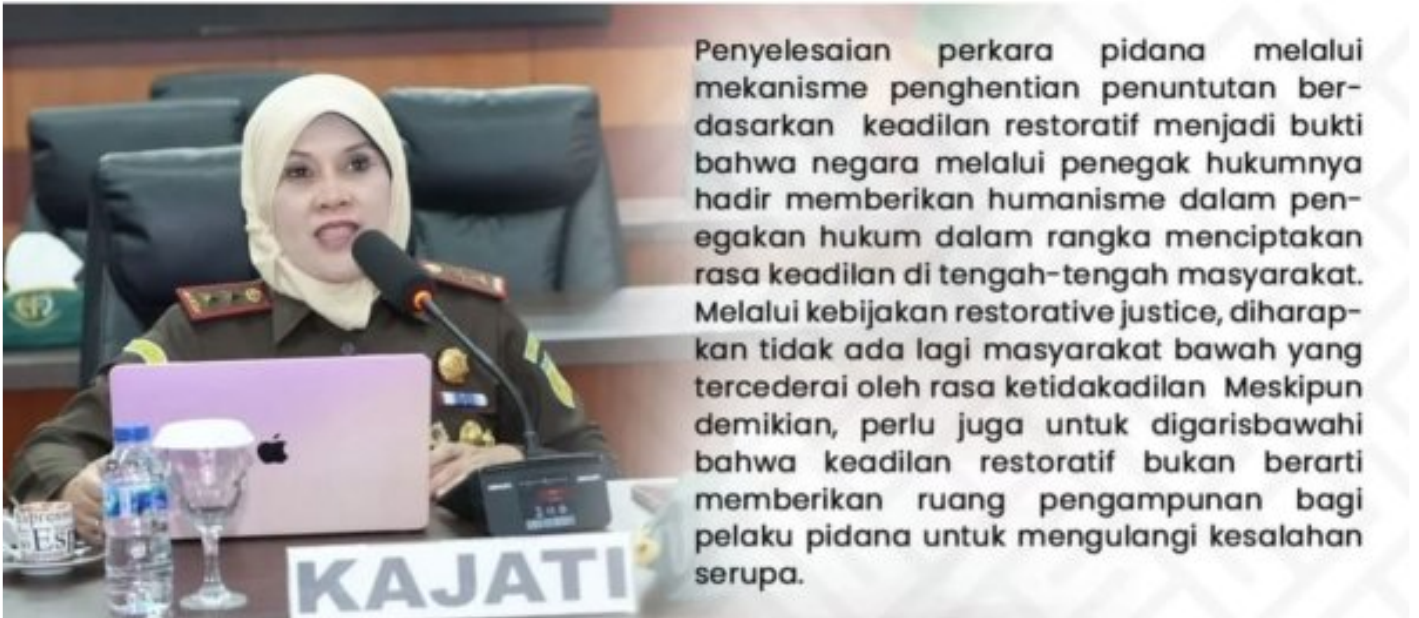 Penyelesaian perkara pidana melalui
mekanisme penghentian penuntutan ber-
dasarkan keadilan restoratif menjadi bukti
bahwa negara melalui penegak hukumnya
hadir memberikan humanisme dalam pen-
egakan hukum dalam rangka menciptakan
rasa keadilan di tengah-tengah masyarakat.
Melalui kebijakan restorative justice, diharap-
kan tidak ada lagi masyarakat bawah yang
tercederai oleh rasa ketidakadilan Meskipun
demikian, perlu juga untuk digarisbawahi
bahwa keadilan restoratif bukan berarti
memberikan ruang pengampunan bagi
pelaku pidana untuk mengulangi kesalahan
serupa.
KAJATI